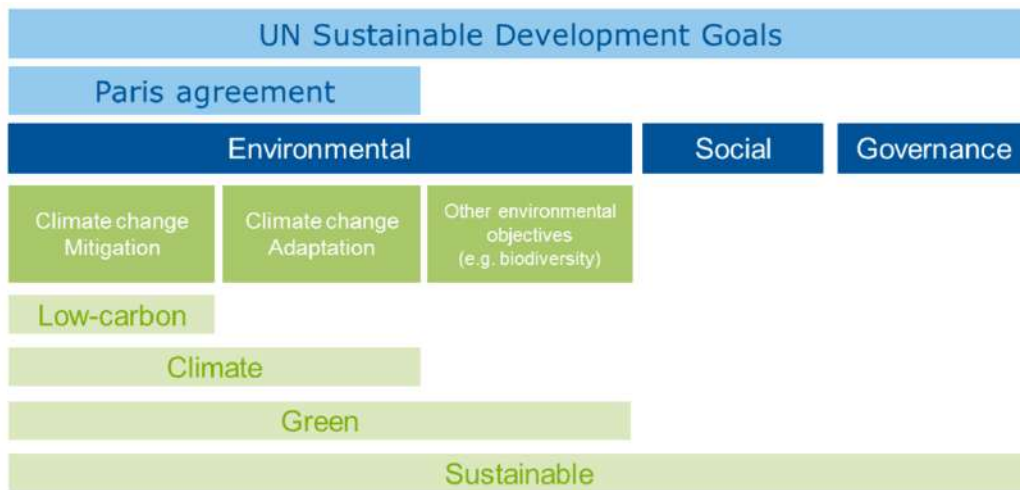 UN Sustainable Development Goals
Paris agreement
Environmental
Social
Governance
Climate change
Mitigation
Climate change
Adaptation
Other environmental
objectives
(e.g. biodiversity)
Low-carbon
Climate
Green
Sustainable